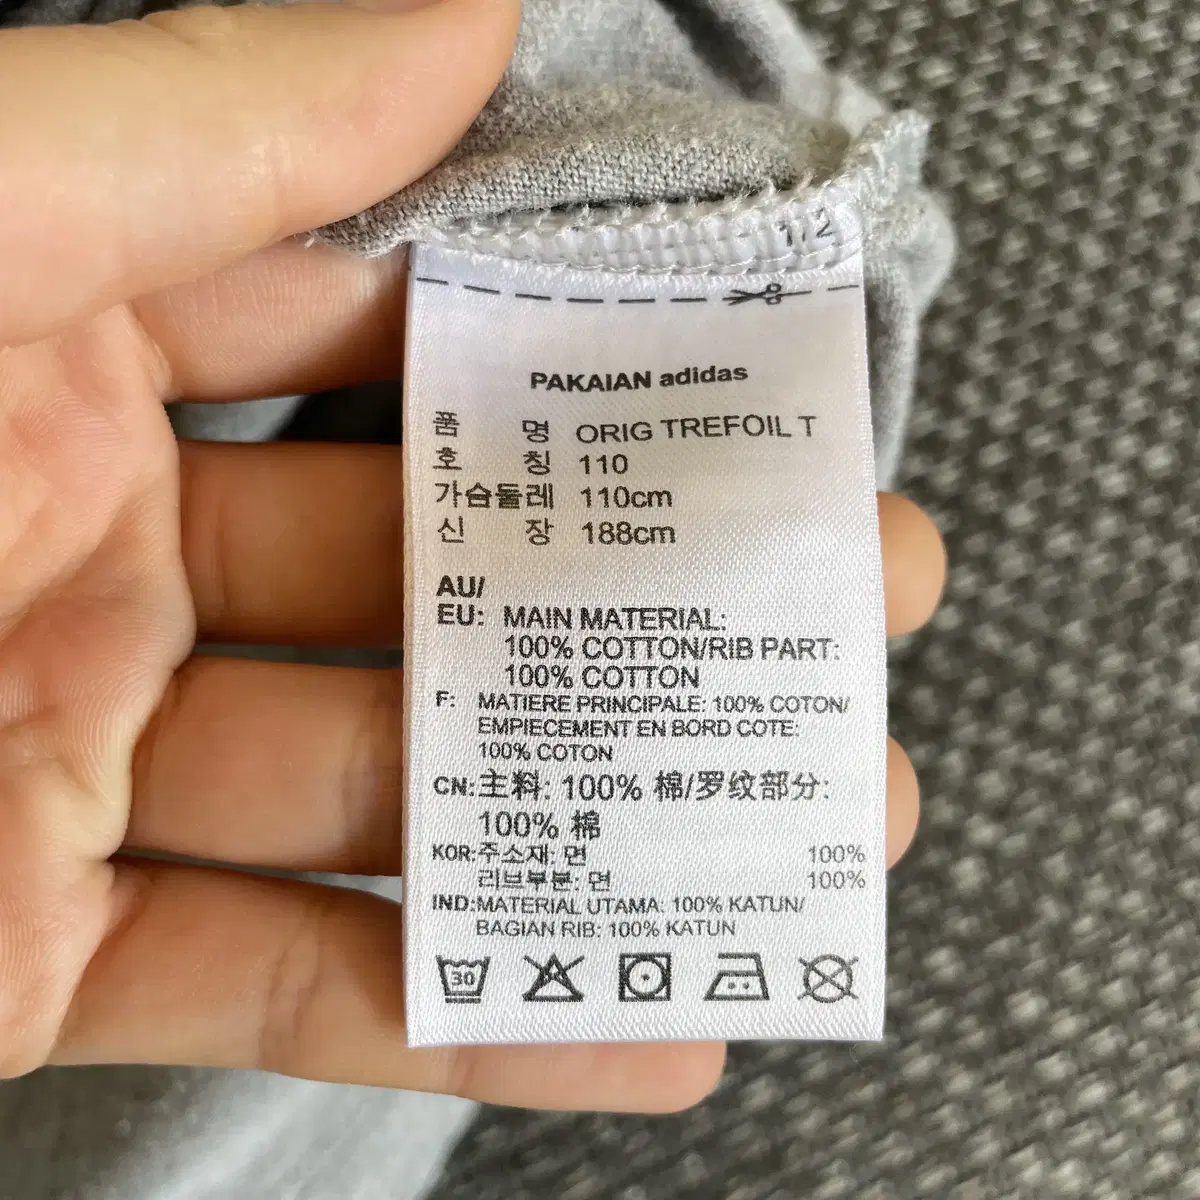 1/2
PAKAIAN adidas
품 명 ORIG TREFOIL T
호 칭 110
가슴둘레 110cm
신 장 188cm
AU/
EU: MAIN MATERIAL:
100% COTTON/RIB PART:
100% COTTON
F: MATIERE PRINCIPALE: 100% COTON/
EMPIECEMENT EN BORD COTE:
100% COTON
CN:主料: 100% 棉/罗纹部分:
100% 棉
KOR:주소재: 면 100%
리브부분: 면 100%
IND:MATERIAL UTAMA: 100% KATUN/
BAGIAN RIB: 100% KATUN
30